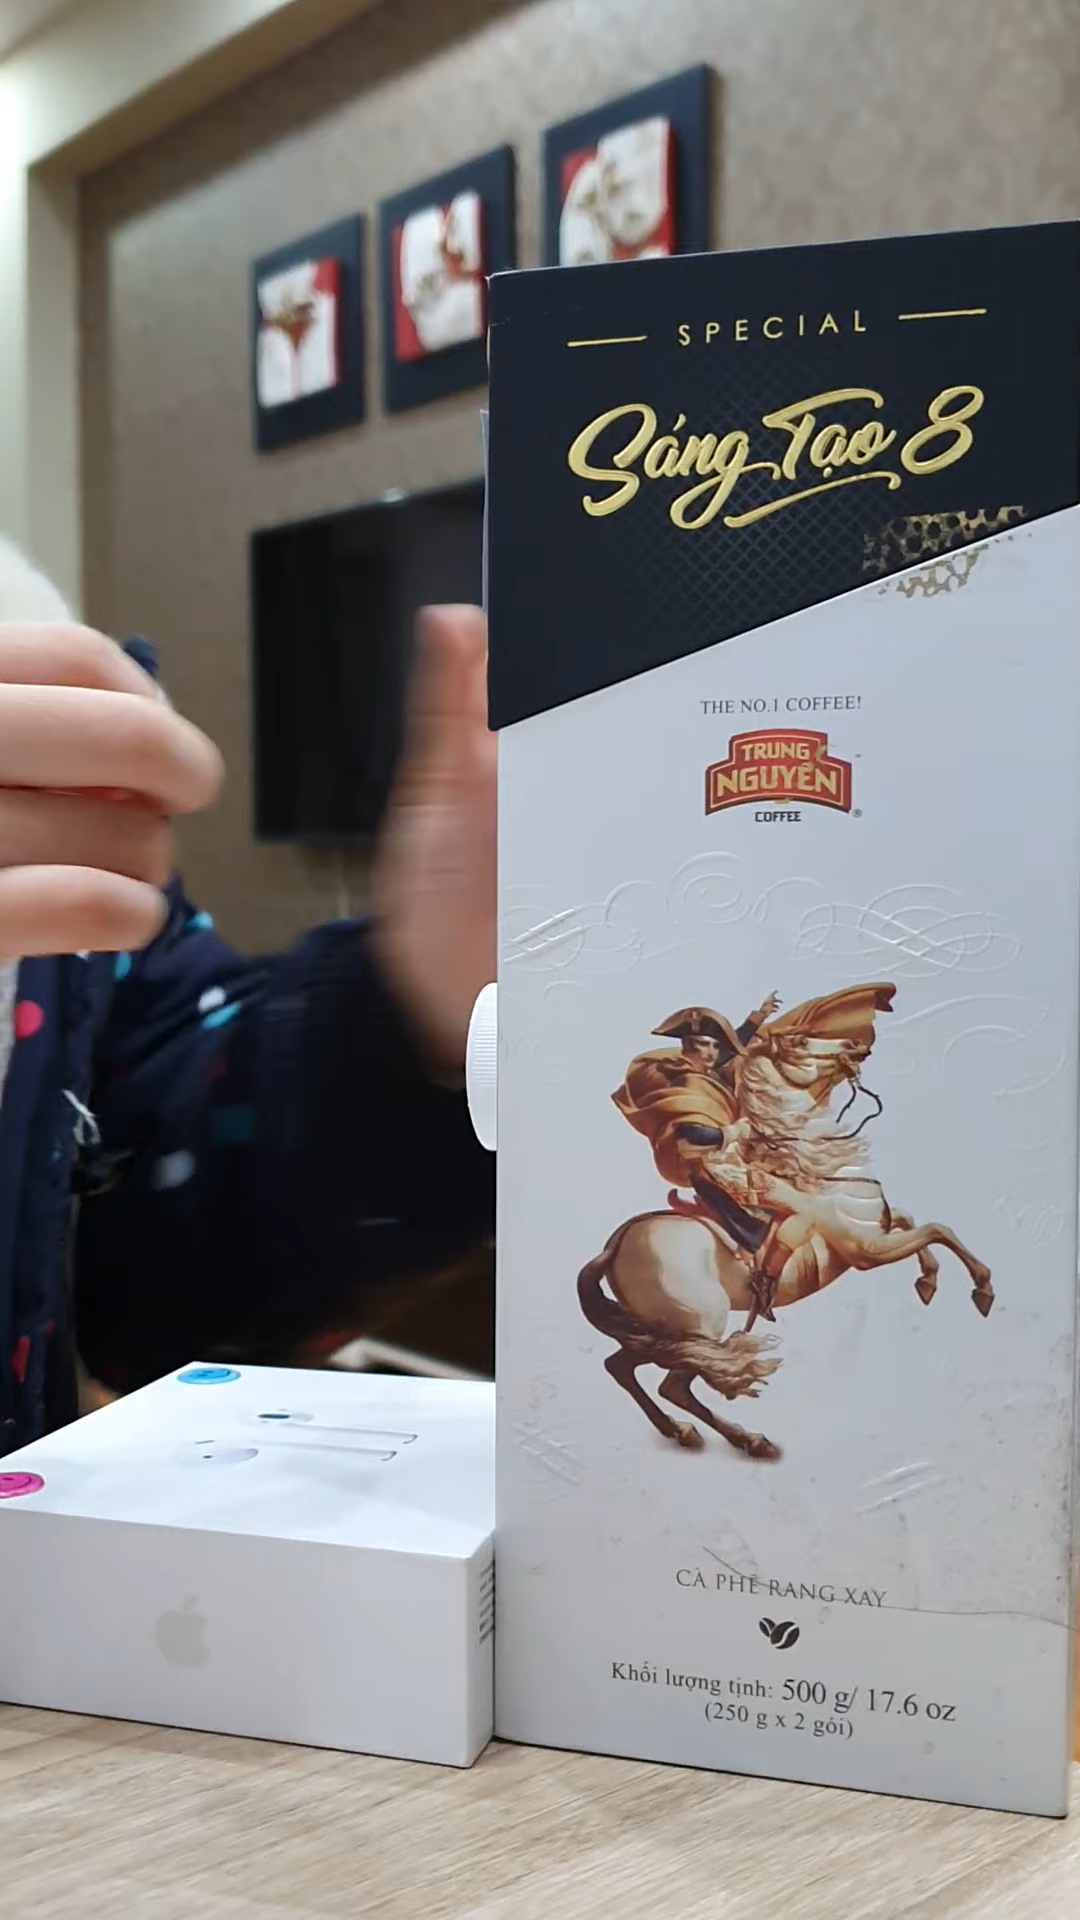 SPECIAL
Sáng Tạo 8
THE NO.1 COFFEE!
TRUNG
NGUYÊN
COFFEE
®
CÀ PHÊ RANG XAY
Khối lượng tịnh: 500 g/ 17.6 oz
(250 g x 2 gói)